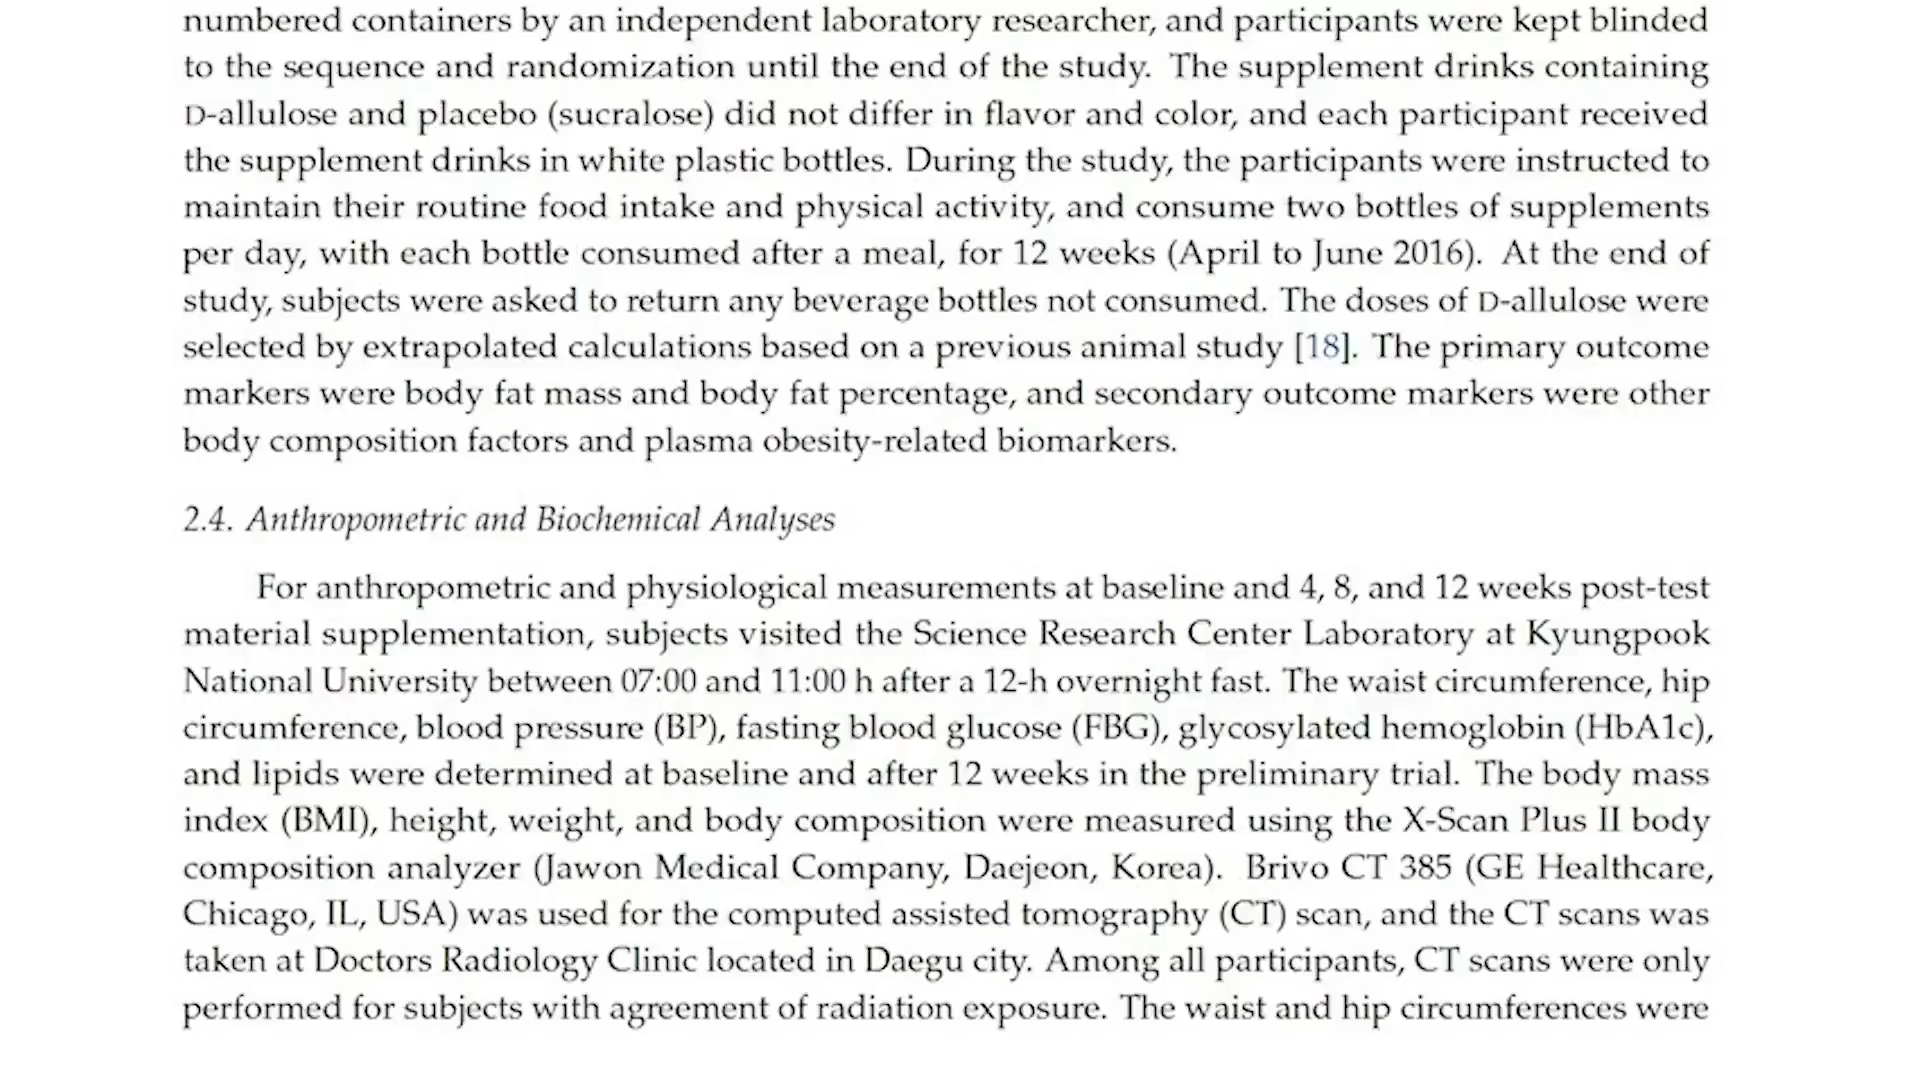 numbered containers by an independent laboratory researcher, and participants were kept blinded
to the sequence and randomization until the end of the study. The supplement drinks containing
D-allulose and placebo (sucralose) did not differ in flavor and color, and each participant received
the supplement drinks in white plastic bottles. During the study, the participants were instructed to
maintain their routine food intake and physical activity, and consume two bottles of supplements
per day, with each bottle consumed after a meal, for 12 weeks (April to June 2016). At the end of
study, subjects were asked to return any beverage bottles not consumed. The doses of D-allulose were
selected by extrapolated calculations based on a previous animal study [18]. The primary outcome
markers were body fat mass and body fat percentage, and secondary outcome markers were other
body composition factors and plasma obesity-related biomarkers.
2.4. Anthropometric and Biochemical Analyses
For anthropometric and physiological measurements at baseline and 4, 8, and 12 weeks post-test
material supplementation, subjects visited the Science Research Center Laboratory at Kyungpook
National University between 07:00 and 11:00 h after a 12-h overnight fast. The waist circumference, hip
circumference, blood pressure (BP), fasting blood glucose (FBG), glycosylated hemoglobin (HbA1c),
and lipids were determined at baseline and after 12 weeks in the preliminary trial. The body mass
index (BMI), height, weight, and body composition were measured using the X-Scan Plus II body
composition analyzer (Jawon Medical Company, Daejeon, Korea). Brivo CT 385 (GE Healthcare,
Chicago, IL, USA) was used for the computed assisted tomography (CT) scan, and the CT scans was
taken at Doctors Radiology Clinic located in Daegu city. Among all participants, CT scans were only
performed for subjects with agreement of radiation exposure. The waist and hip circumferences were